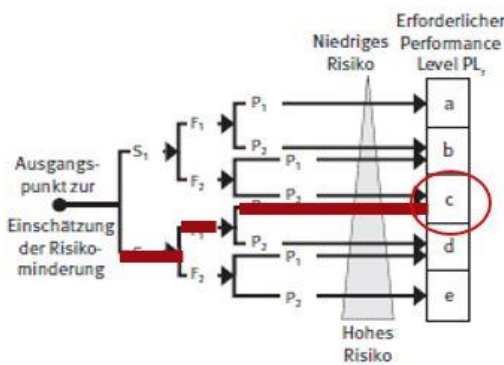 Erforderlicher
Performance
Level PLr
Niedriges
Risiko
a
P1
F1
S1
P2
b
P1
F2
P2
c
Ausgangs-
punkt zur
Einschätzung
der Risiko-
minderung
P2
d
P1
F2
P2
e
Hohes
Risiko